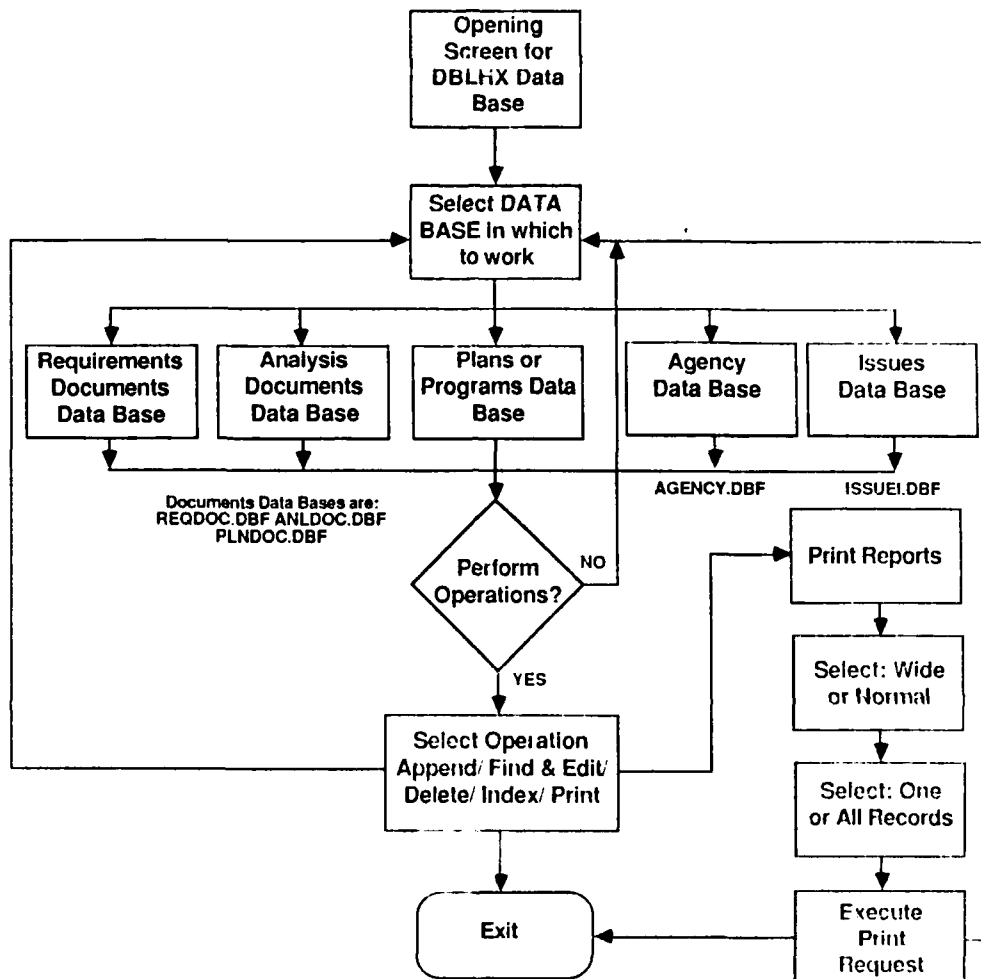 Opening
Screen for
DBLHX Data
Base
Select DATA
BASE in which
to work
Requirements
Documents
Data Base
Analysis
Documents
Data Base
Plans or
Programs Data
Base
Agency
Data Base
Issues
Data Base
Documents Data Bases are:
REQDOC.DBF ANLDOC.DBF
PLNDOC.DBF
AGENCY.DBF
ISSUEI.DBF
Perform
Operations?
NO
YES
Print Reports
Select: Wide
or Normal
Select Operation
Append/ Find & Edit/
Delete/ Index/ Print
Select: One
or All Records
Exit
Execute
Print
Request